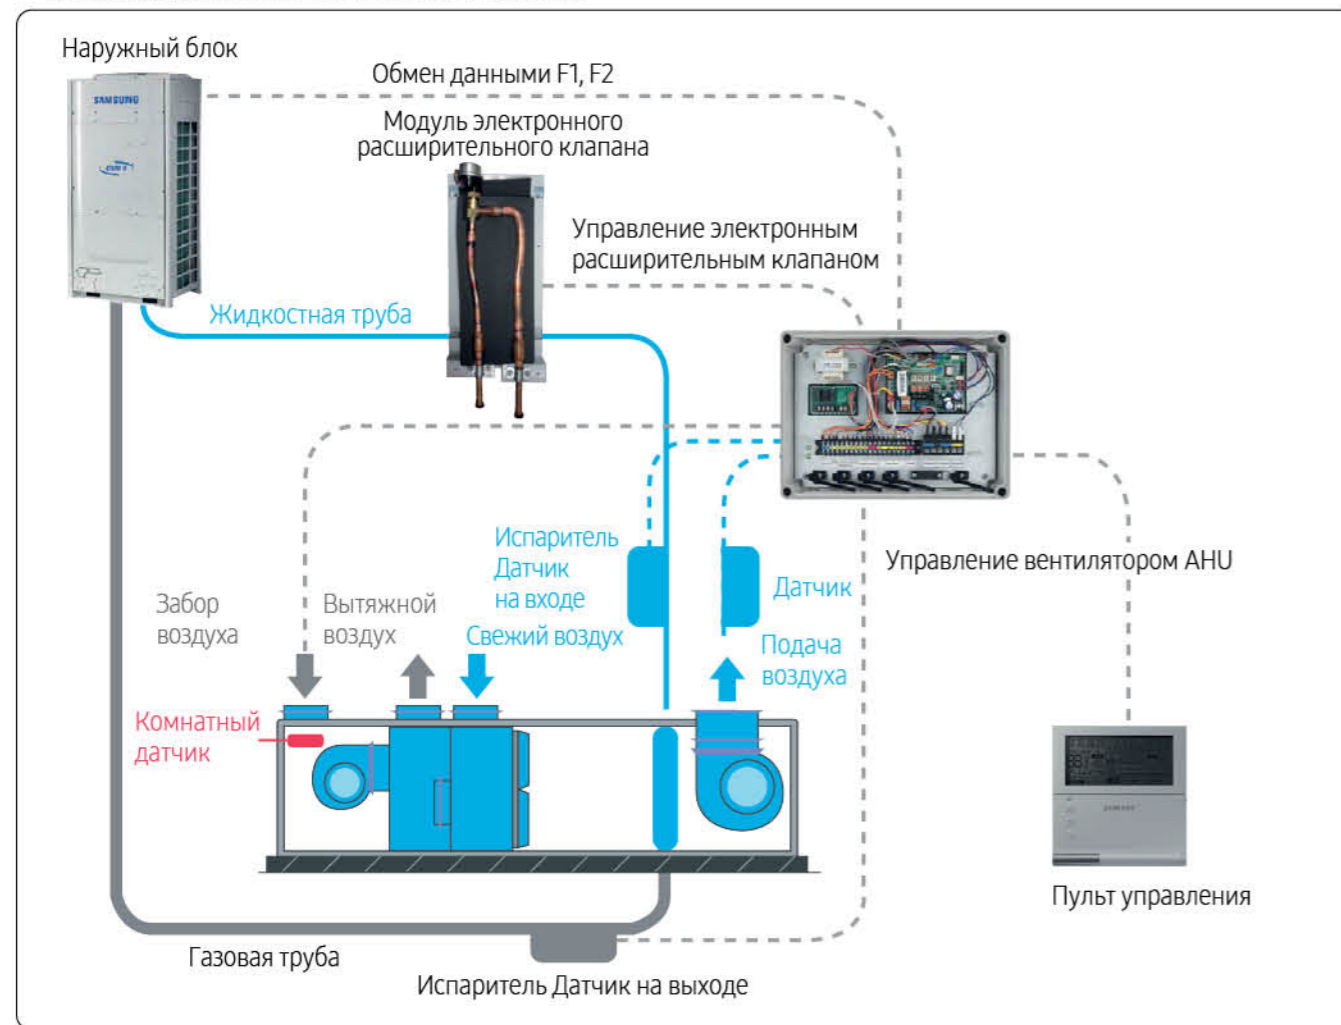 Наружный блок
SAMSUNG
Обмен данными F1, F2
Модуль электронного
расширительного клапана
Управление электронным
расширительным клапаном
Жидкостная труба
Управление вентилятором AHU
Испаритель
Датчик
на входе
Датчик
Забор
воздуха
Вытяжной
воздух
Свежий воздух
Подача
воздуха
Комнатный
датчик
SAMSUNG
Пульт управления
Газовая труба
Испаритель Датчик на выходе